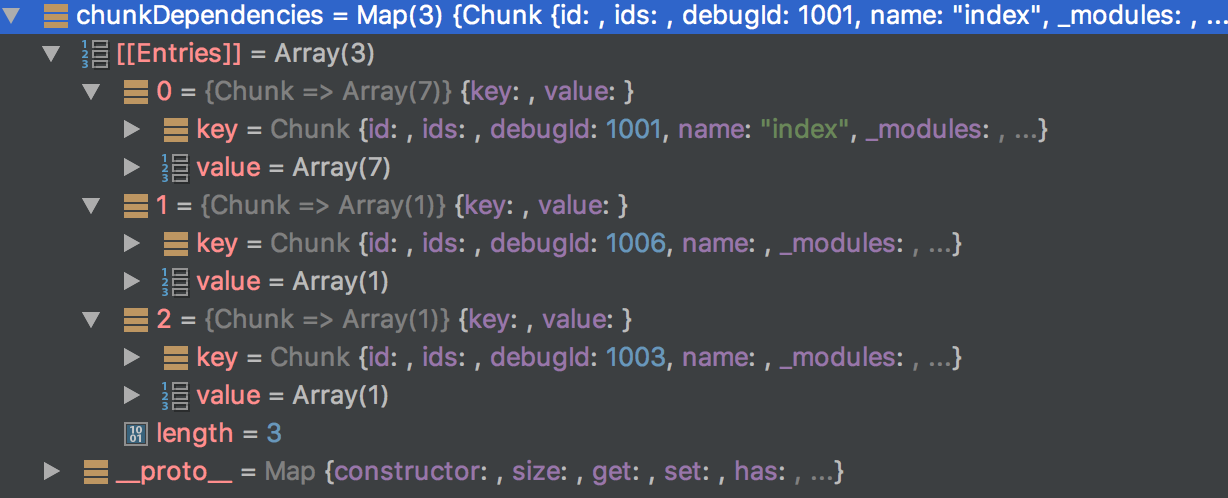 chunkDependencies = Map(3) {Chunk {id: , ids: , debugId: 1001, name: "index", _modules: , ...
[[Entries]] = Array(3)
0 = {Chunk => Array(7)} {key: , value: }
key = Chunk {id: , ids: , debugId: 1001, name: "index", _modules: , ...}
value = Array(7)
1 = {Chunk => Array(1)} {key: , value: }
key = Chunk {id: , ids: , debugId: 1006, name: , _modules: , ...}
value = Array(1)
2 = {Chunk => Array(1)} {key: , value: }
key = Chunk {id: , ids: , debugId: 1003, name: , _modules: , ...}
value = Array(1)
length = 3
__proto__ = Map {constructor: , size: , get: , set: , has: , ...}